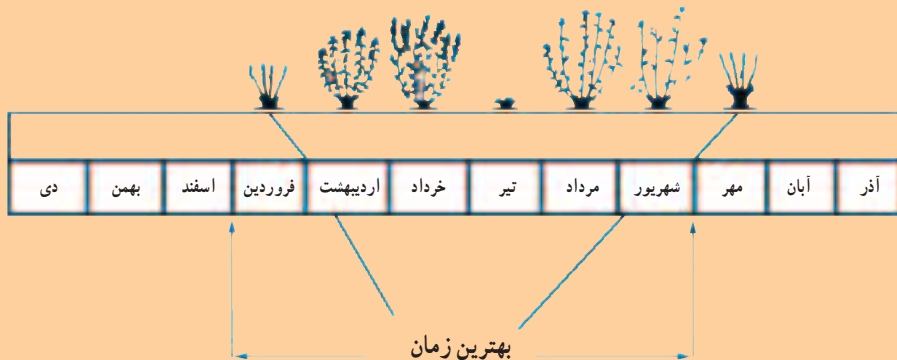 دی بهمن اسفند فروردین اردیبهشت خرداد تیر مرداد شهریور مهر آبان آذر
بهترین زمان